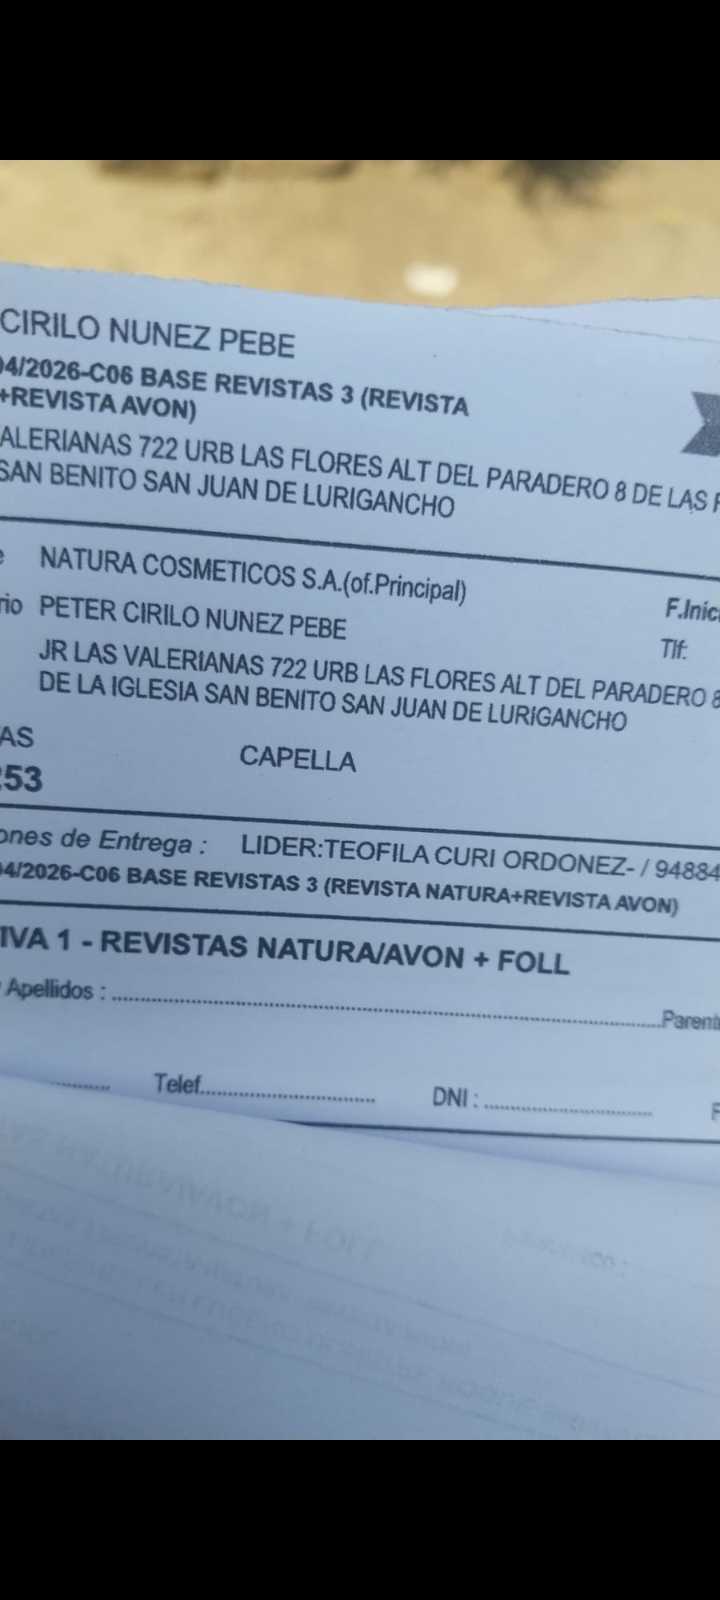 CIRILO NUNEZ PEBE
04/2026-C06 BASE REVISTAS 3 (REVISTA
+REVISTA AVON)
ALERIANAS 722 URB LAS FLORES ALT DEL PARADERO 8 DE LAS F
SAN BENITO SAN JUAN DE LURIGANCHO
e NATURA COSMETICOS S.A.(of.Principal)
F.Inic
rio PETER CIRILO NUNEZ PEBE
Tlf:
JR LAS VALERIANAS 722 URB LAS FLORES ALT DEL PARADERO 8
DE LA IGLESIA SAN BENITO SAN JUAN DE LURIGANCHO
AS CAPELLA
253
ones de Entrega : LIDER:TEOFILA CURI ORDONEZ- / 94884
04/2026-C06 BASE REVISTAS 3 (REVISTA NATURA+REVISTA AVON)
IVA 1 - REVISTAS NATURA/AVON + FOLL
Apellidos : Parent
Telef. DNI : F